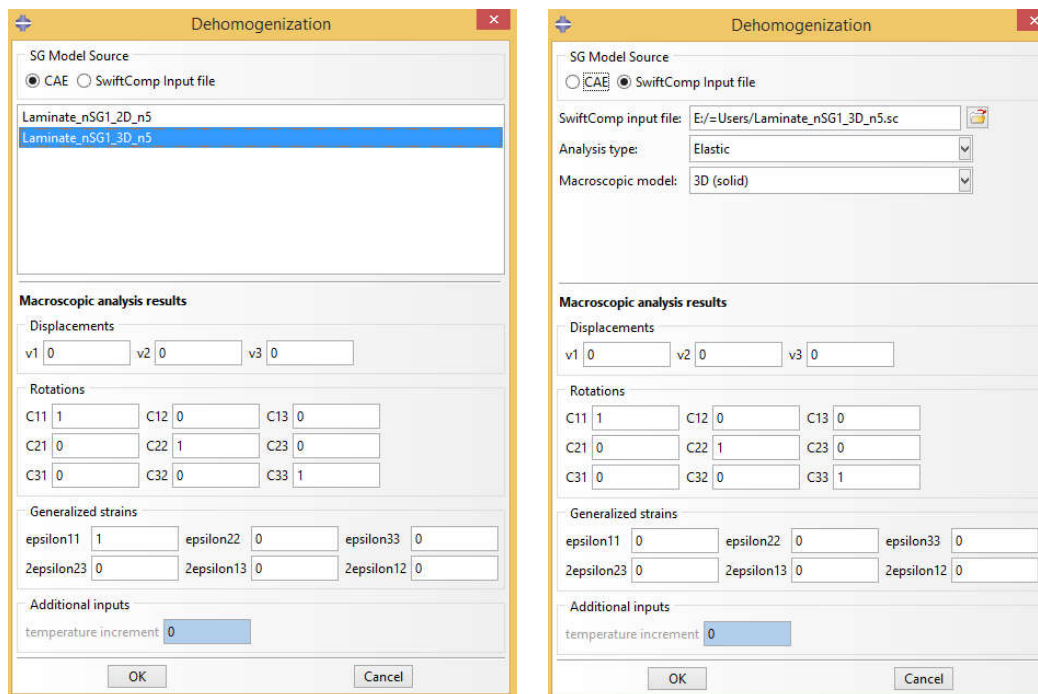 Dehomogenization
SG Model Source
CAE SwiftComp Input file
Laminate_nSG1_2D_n5
Laminate_nSG1_3D_n5
Macroscopic analysis results
Displacements
v1 0 v2 0 v3 0
Rotations
C11 1 C12 0 C13 0
C21 0 C22 1 C23 0
C31 0 C32 0 C33 1
Generalized strains
epsilon11 1 epsilon22 0 epsilon33 0
2epsilon23 0 2epsilon13 0 2epsilon12 0
Additional inputs
temperature increment 0
OK Cancel
Dehomogenization
SG Model Source
CAE SwiftComp Input file
SwiftComp input file: E:/=Users/Laminate_nSG1_3D_n5.sc
Analysis type: Elastic
Macroscopic model: 3D (solid)
Macroscopic analysis results
Displacements
v1 0 v2 0 v3 0
Rotations
C11 1 C12 0 C13 0
C21 0 C22 1 C23 0
C31 0 C32 0 C33 1
Generalized strains
epsilon11 0 epsilon22 0 epsilon33 0
2epsilon23 0 2epsilon13 0 2epsilon12 0
Additional inputs
temperature increment 0
OK Cancel